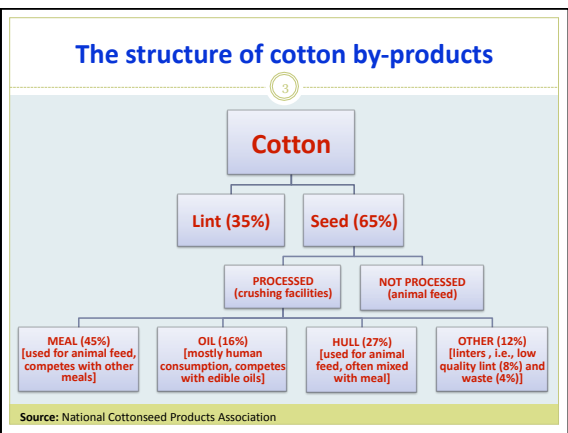 The structure of cotton by-products
3
Cotton
Lint (35%)
Seed (65%)
PROCESSED
(crushing facilities)
NOT PROCESSED
(animal feed)
MEAL (45%)
[used for animal feed,
competes with other
meals]
OIL (16%)
[mostly human
consumption, competes
with edible oils]
HULL (27%)
[used for animal
feed, often mixed
with meal]
OTHER (12%)
[linters , i.e., low
quality lint (8%) and
waste (4%)]
Source: National Cottonseed Products Association